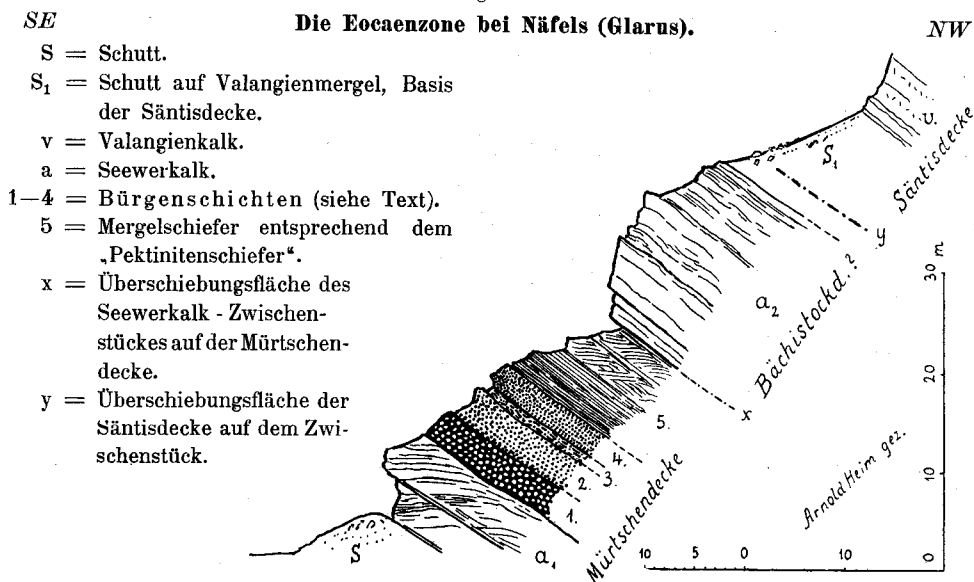 SE
Die Eocaenzone bei Näfels (Glarus).
NW
S = Schutt.
S₁ = Schutt auf Valangienmergel, Basis
der Säntisdecke.
v = Valangienkalk.
a = Seewerkalk.
1–4 = Bürgenschichten (siehe Text).
5 = Mergelschiefer entsprechend dem
„Pektinitenschiefer“.
x = Überschiebungsfläche des
Seewerkalk - Zwischen-
stückes auf der Mürtschen-
decke.
y = Überschiebungsfläche der
Säntisdecke auf dem Zwi-
schenstück.
v.
S₁
Säntisdecke
y
a₂
Bächistockd.?
x
5.
4.
3.
2.
1.
Mürtschendecke
a₁
S
Arnold Heim gez.
30 m
20
10
0
10 5 0 10